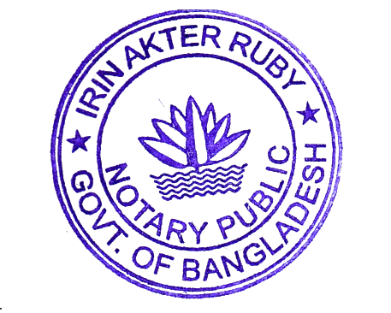 IRIN AKTER RUBY
NOTARY PUBLIC
GOVT. OF BANGLADESH